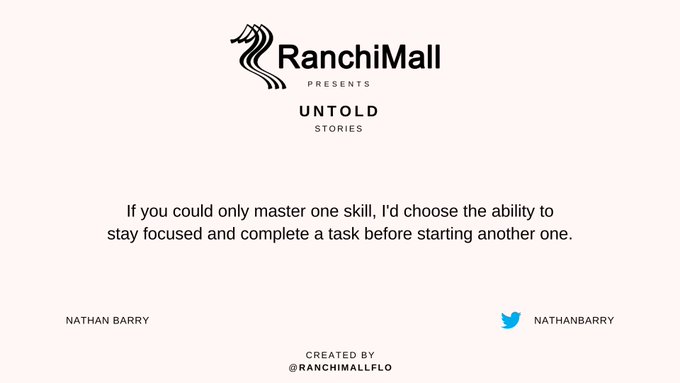 RanchiMall
PRESENTS
UNTOLD
STORIES
If you could only master one skill, I'd choose the ability to
stay focused and complete a task before starting another one.
NATHAN BARRY
NATHANBARRY
CREATED BY
@RANCHIMALLFLO